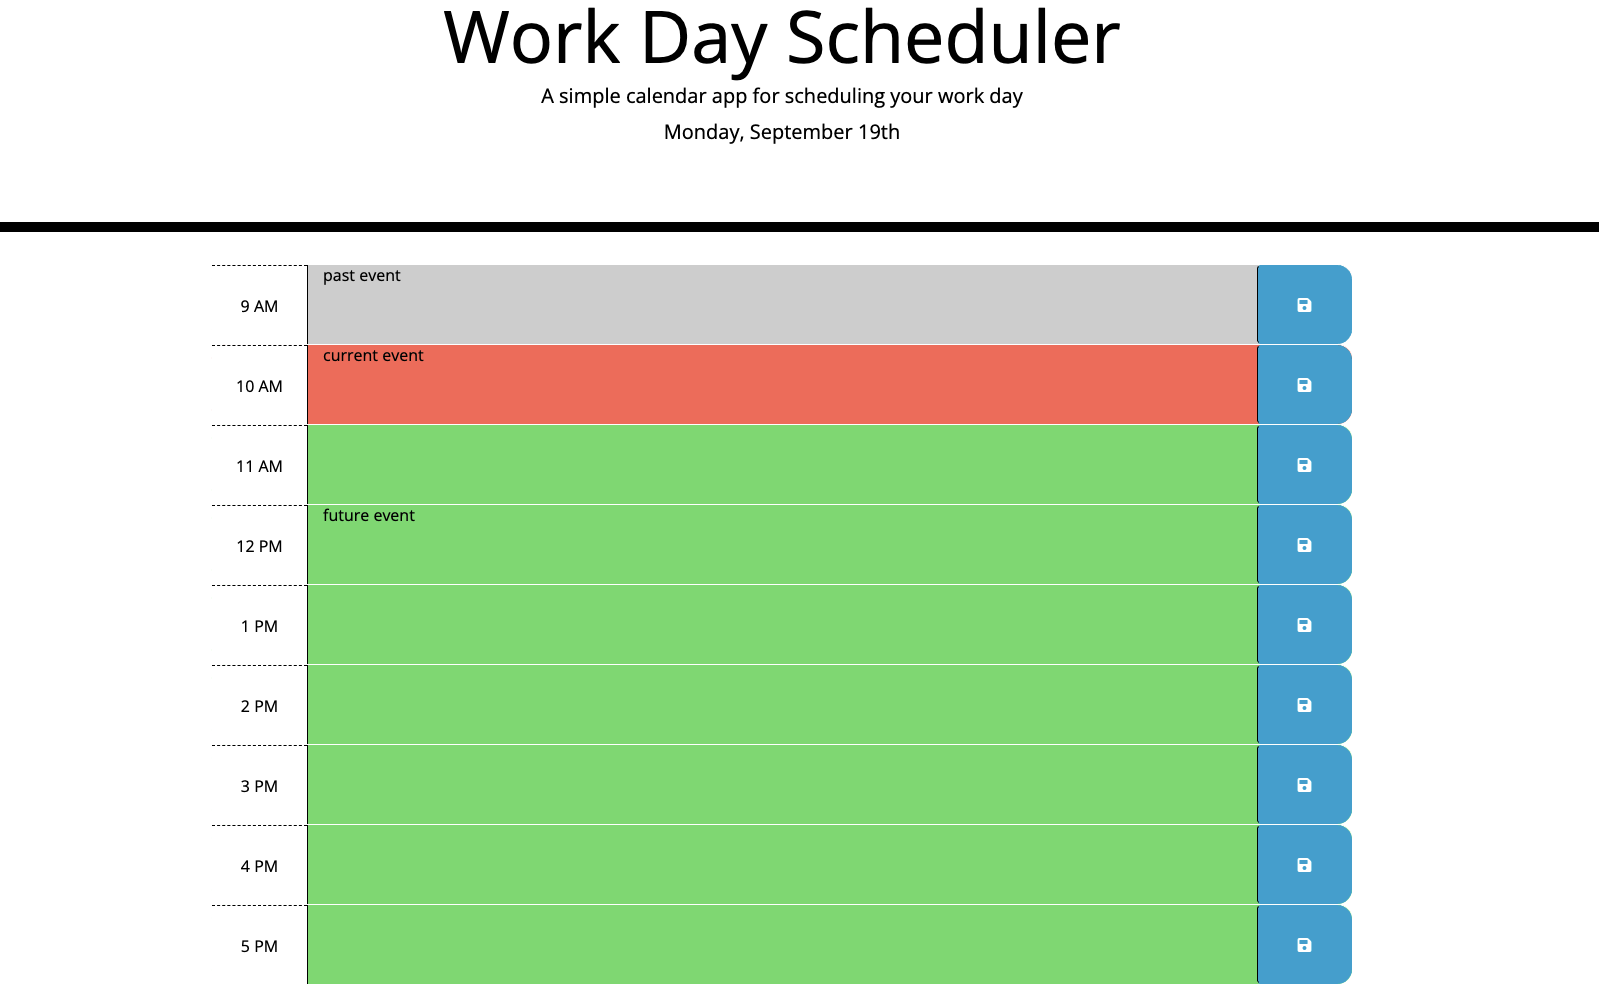 Work Day Scheduler
A simple calendar app for scheduling your work day
Monday, September 19th
past event
9 AM
current event
10 AM
11 AM
future event
12 PM
1 PM
2 PM
3 PM
4 PM
5 PM